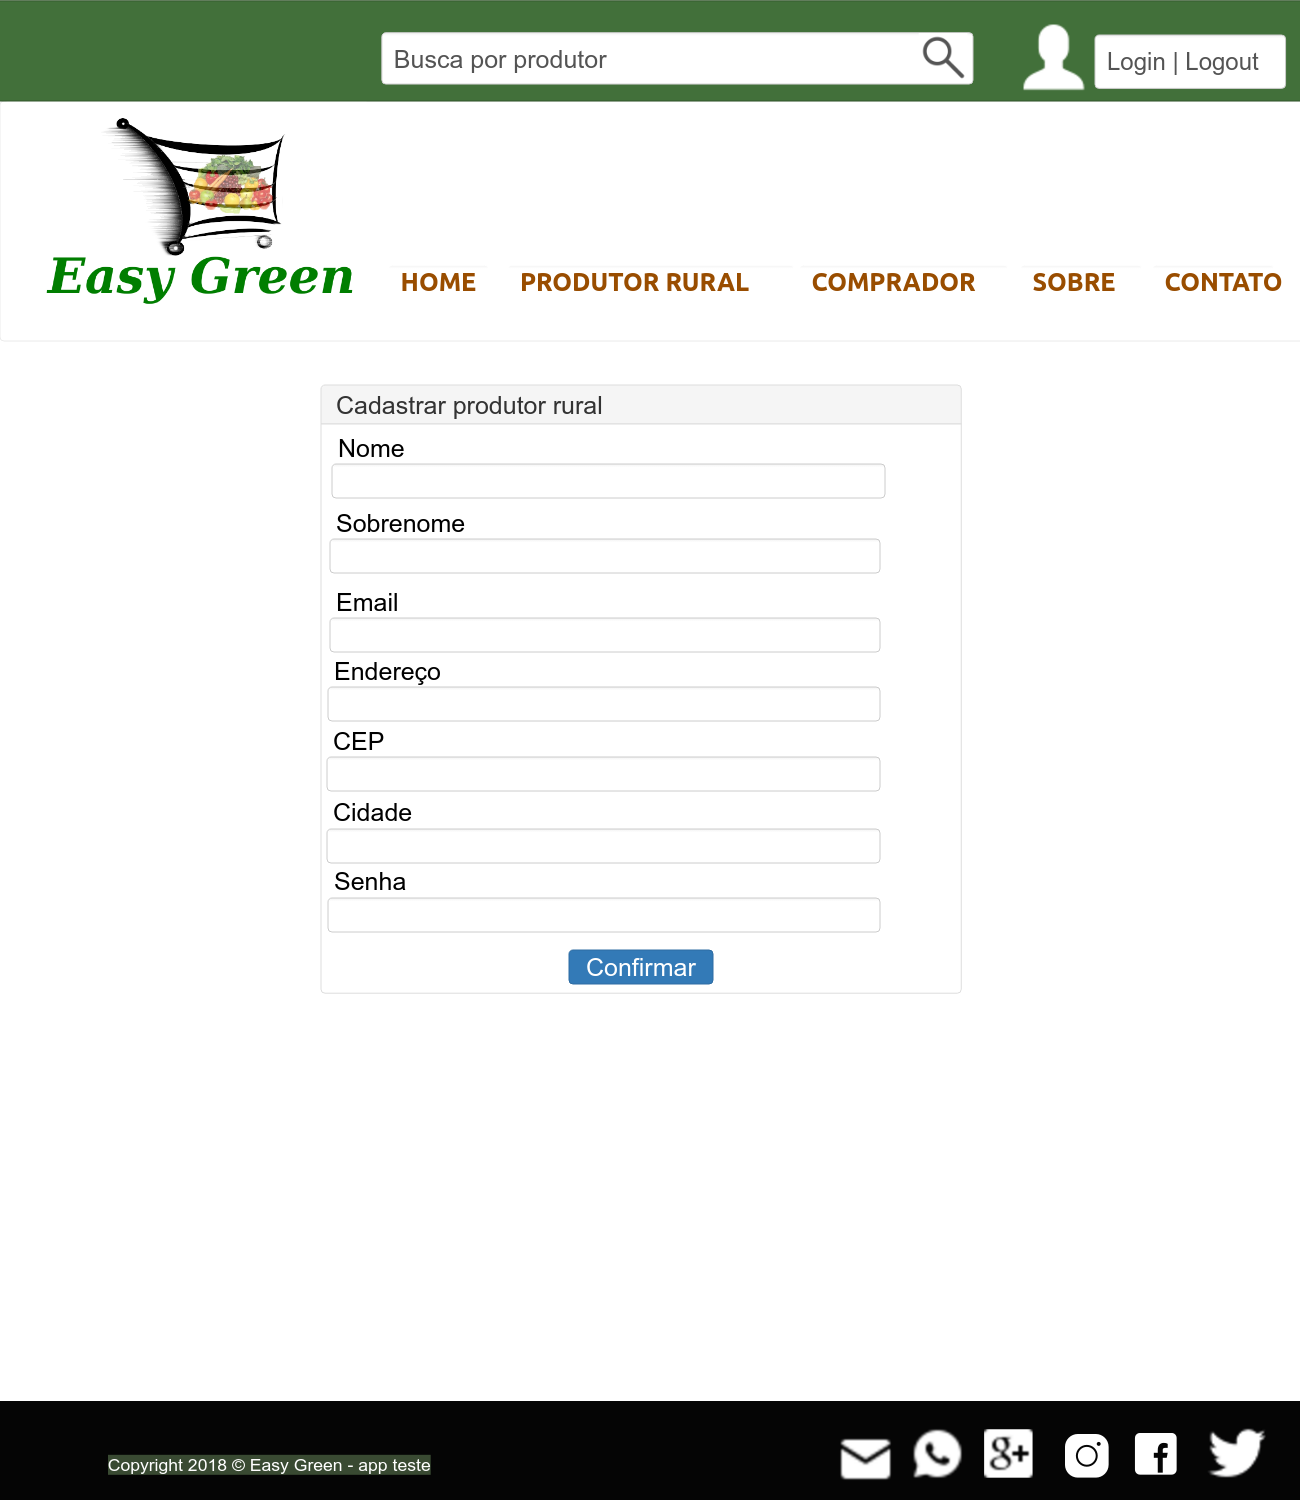 Busca por produtor
Login | Logout
Easy Green
HOME PRODUTOR RURAL COMPRADOR SOBRE CONTATO
Cadastrar produtor rural
Nome
Sobrenome
Email
Endereço
CEP
Cidade
Senha
Confirmar
Copyright 2018 © Easy Green - app teste
g+